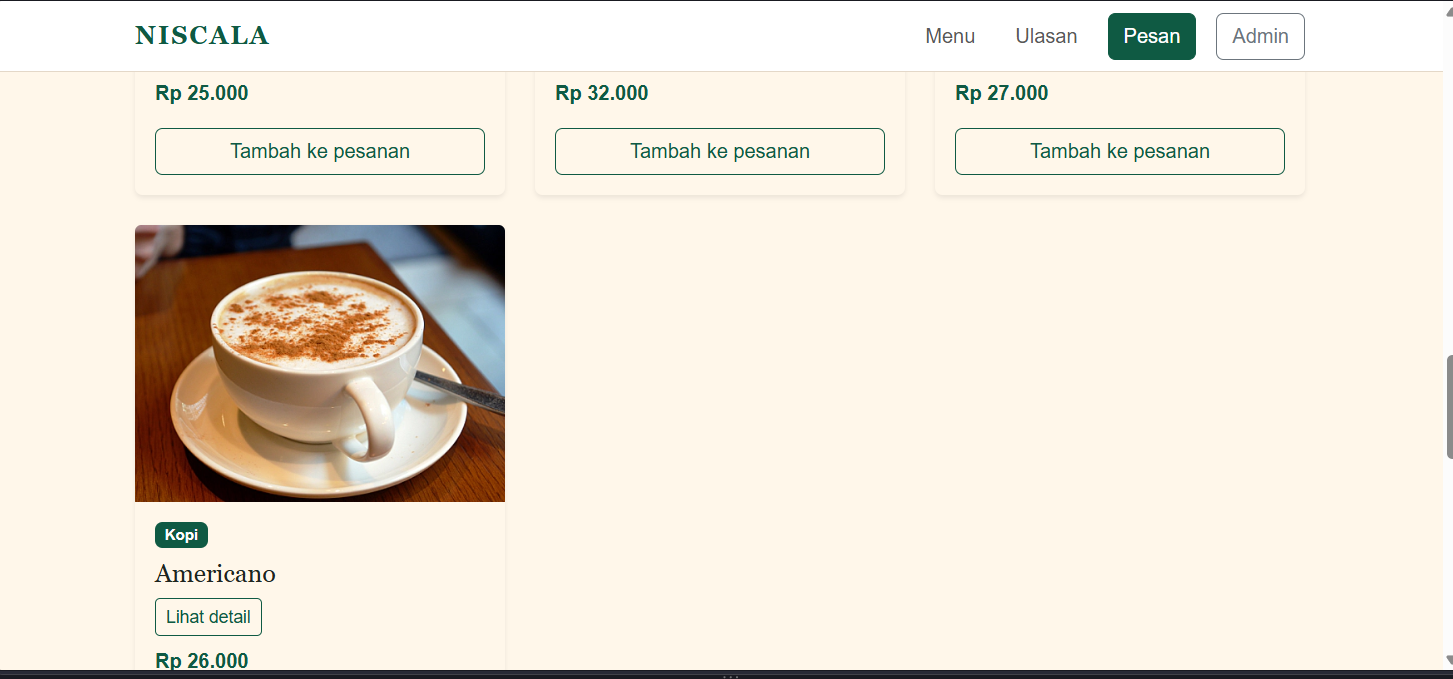 NISCALA
Menu Ulasan Pesan Admin
Rp 25.000 Rp 32.000 Rp 27.000
Tambah ke pesanan Tambah ke pesanan Tambah ke pesanan
Kopi
Americano
Lihat detail
Rp 26.000